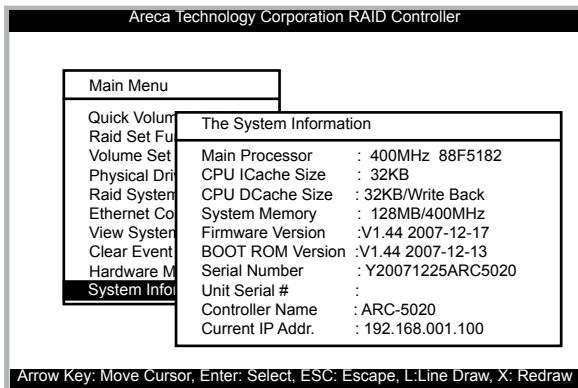 Areca Technology Corporation RAID Controller
Main Menu
Quick Volum
Raid Set Fu
Volume Set
Physical Dri
Raid System
Ethernet Co
View System
Clear Event
Hardware M
System Infor
The System Information
Main Processor : 400MHz 88F5182
CPU ICache Size : 32KB
CPU DCache Size : 32KB/Write Back
System Memory : 128MB/400MHz
Firmware Version :V1.44 2007-12-17
BOOT ROM Version :V1.44 2007-12-13
Serial Number : Y20071225ARC5020
Unit Serial # :
Controller Name : ARC-5020
Current IP Addr. : 192.168.001.100
Arrow Key: Move Cursor, Enter: Select, ESC: Escape, L:Line Draw, X: Redraw